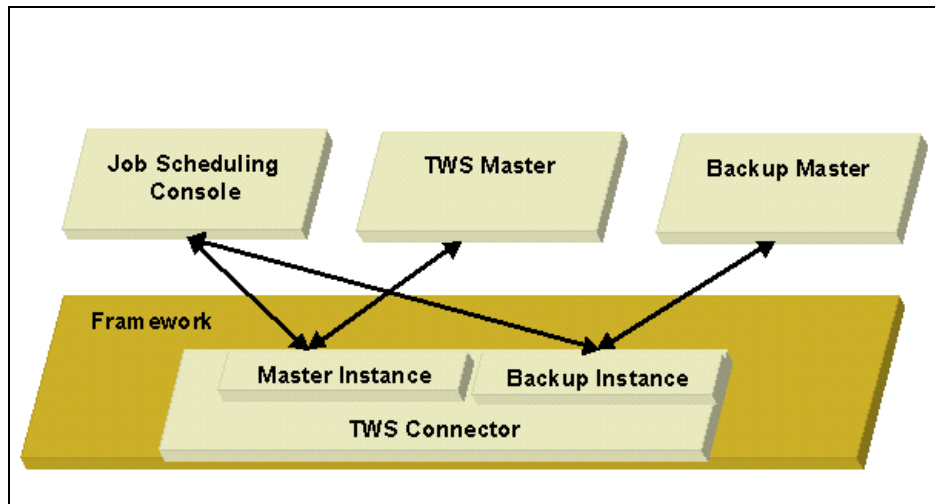 Job Scheduling
Console
TWS Master
Backup Master
Framework
Master Instance
Backup Instance
TWS Connector